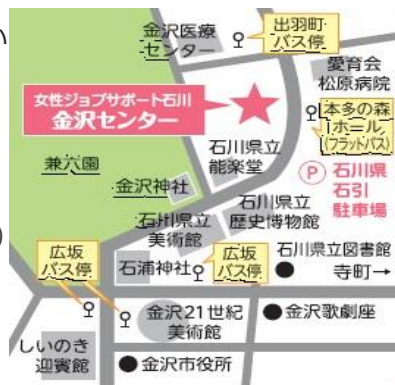 金沢医療
センター
出羽町
バス停
愛育会
松原病院
女性ジョブサポート石川
金沢センター
本多の森
ホール
(フラットバス)
石川県立
能楽堂
兼六園
P
石川県
石引
駐車場
金沢神社
石川県立
歴史博物館
石川県立
美術館
広坂
バス停
石浦神社
広坂
バス停
石川県立図書館
寺町→
金沢21世紀
美術館
金沢歌劇座
しいのき
迎賓館
金沢市役所